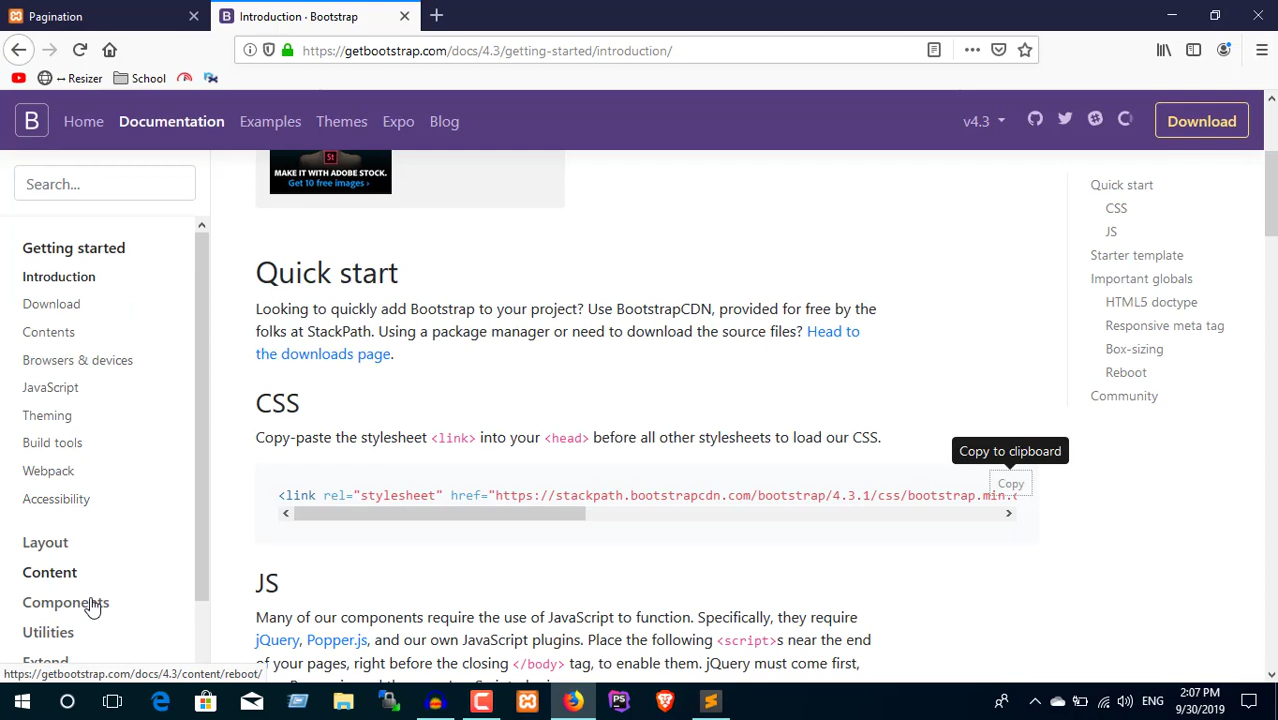 Pagination
B Introduction · Bootstrap
https://getbootstrap.com/docs/4.3/getting-started/introduction/
↔ Resizer
School
B Home Documentation Examples Themes Expo Blog v4.3 Download
Search...
Getting started
Introduction
Download
Contents
Browsers & devices
JavaScript
Theming
Build tools
Webpack
Accessibility
Layout
Content
Components
Utilities
Extend
St
MAKE IT WITH ADOBE STOCK.
Get 10 free images ›
Quick start
Looking to quickly add Bootstrap to your project? Use BootstrapCDN, provided for free by the
folks at StackPath. Using a package manager or need to download the source files? Head to
the downloads page.
CSS
Copy-paste the stylesheet <link> into your <head> before all other stylesheets to load our CSS.
Copy to clipboard
Copy
<link rel="stylesheet" href="https://stackpath.bootstrapcdn.com/bootstrap/4.3.1/css/bootstrap.min.c
JS
Many of our components require the use of JavaScript to function. Specifically, they require
jQuery, Popper.js, and our own JavaScript plugins. Place the following <script>s near the end
of your pages, right before the closing </body> tag, to enable them. jQuery must come first,
Quick start
CSS
JS
Starter template
Important globals
HTML5 doctype
Responsive meta tag
Box-sizing
Reboot
Community
https://getbootstrap.com/docs/4.3/content/reboot/
ENG
2:07 PM
9/30/2019